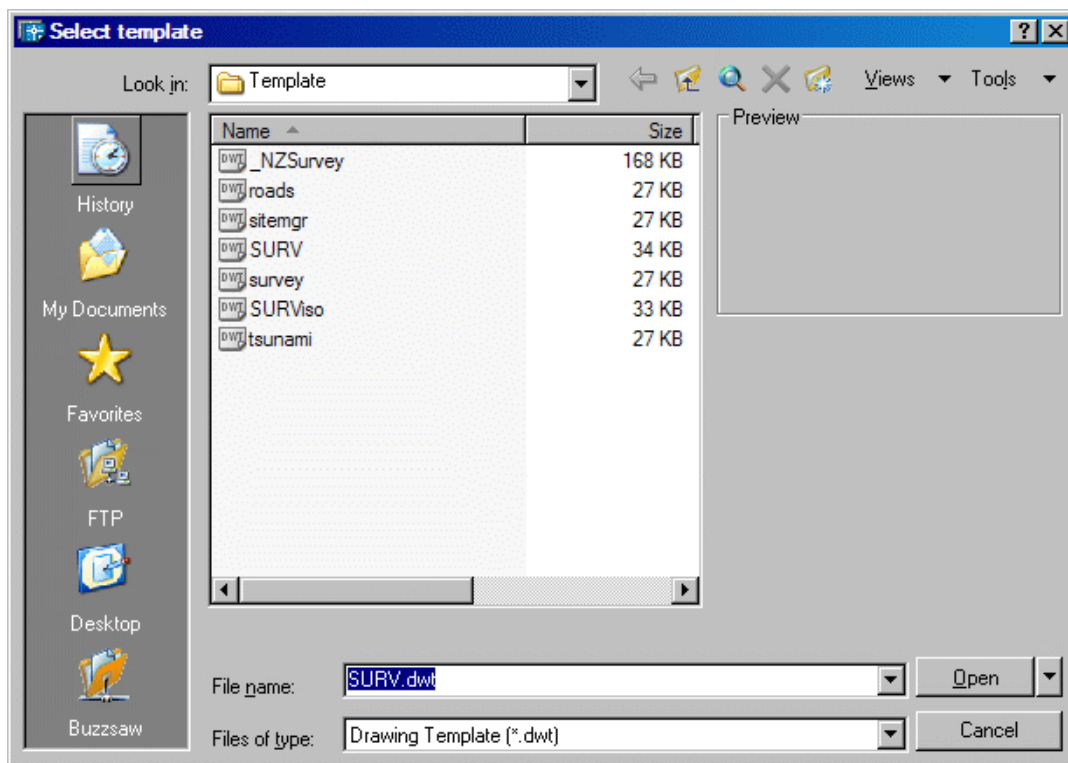 Select template
Look in: Template Views Tools
Name Size Preview
_NZSurvey 168 KB
roads 27 KB
sitemgr 27 KB
SURV 34 KB
survey 27 KB
SURViso 33 KB
tsunami 27 KB
History
My Documents
Favorites
FTP
Desktop
Buzzsaw
File name: SURV.dwt Open
Files of type: Drawing Template (*.dwt) Cancel